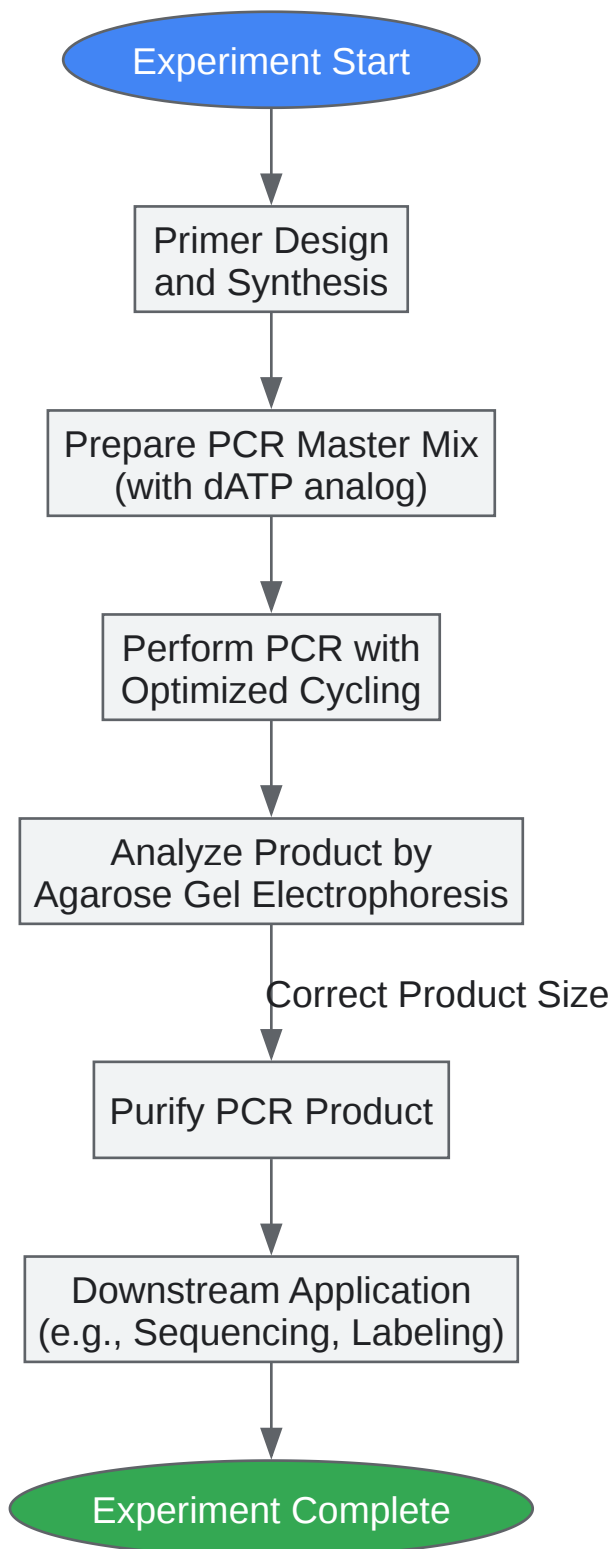 Experiment Start
Primer Design
and Synthesis
Prepare PCR Master Mix
(with dATP analog)
Perform PCR with
Optimized Cycling
Analyze Product by
Agarose Gel Electrophoresis
Correct Product Size
Purify PCR Product
Downstream Application
(e.g., Sequencing, Labeling)
Experiment Complete